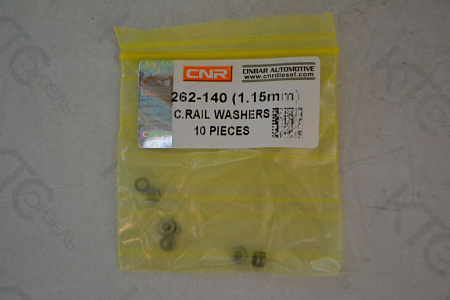 CNR
CINBAR AUTOMOTIVE
www.cnrdiesel.com
262-140 (1.15mm)
C.RAIL WASHERS
10 PIECES